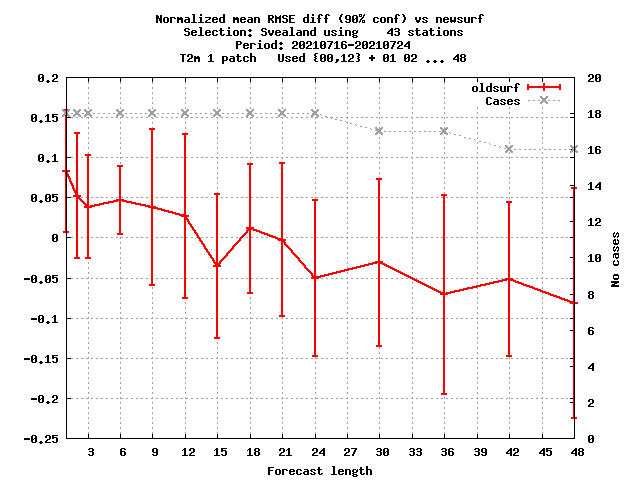 Normalized mean RMSE diff (90% conf) vs newsurf
Selection: Svealand using    43 stations
Period: 20210716-20210724
T2m 1 patch   Used {00,12} + 01 02 ... 48
oldsurf
Cases
0.2
0.15
0.1
0.05
0
-0.05
-0.1
-0.15
-0.2
-0.25
20
18
16
14
12
10
8
6
4
2
0
No cases
3 6 9 12 15 18 21 24 27 30 33 36 39 42 45 48
Forecast length